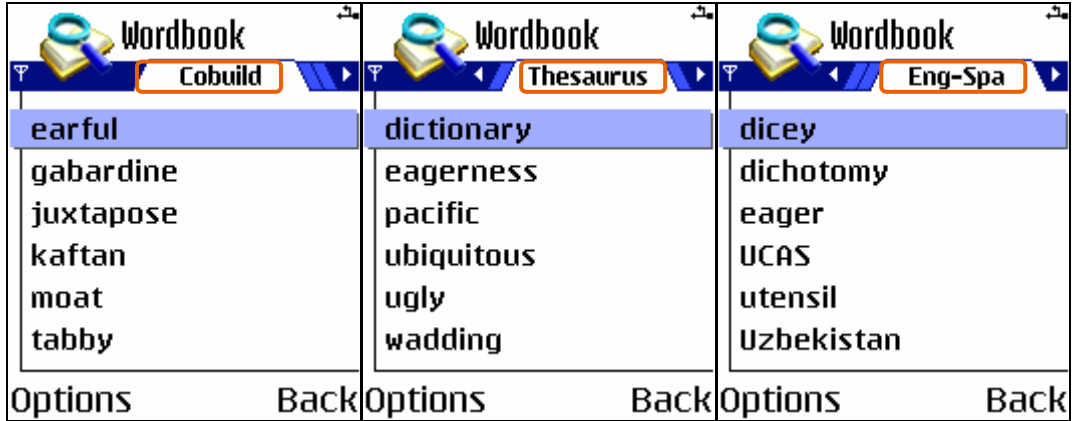 Wordbook
Cobuild
earful
gabardine
juxtapose
kaftan
moat
tabby
Options Back
Wordbook
Thesaurus
dictionary
eagerness
pacific
ubiquitous
ugly
wadding
Options Back
Wordbook
Eng-Spa
dicey
dichotomy
eager
UCAS
utensil
Uzbekistan
Options Back